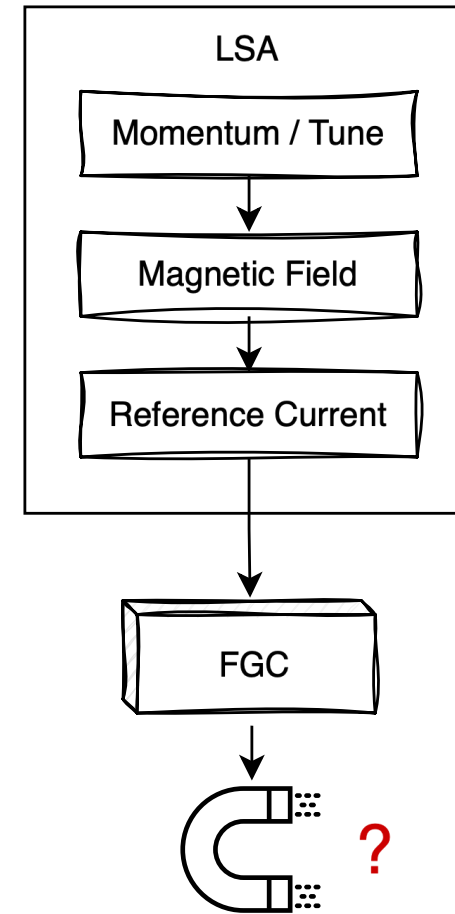 LSA
Momentum / Tune
Magnetic Field
Reference Current
FGC
?